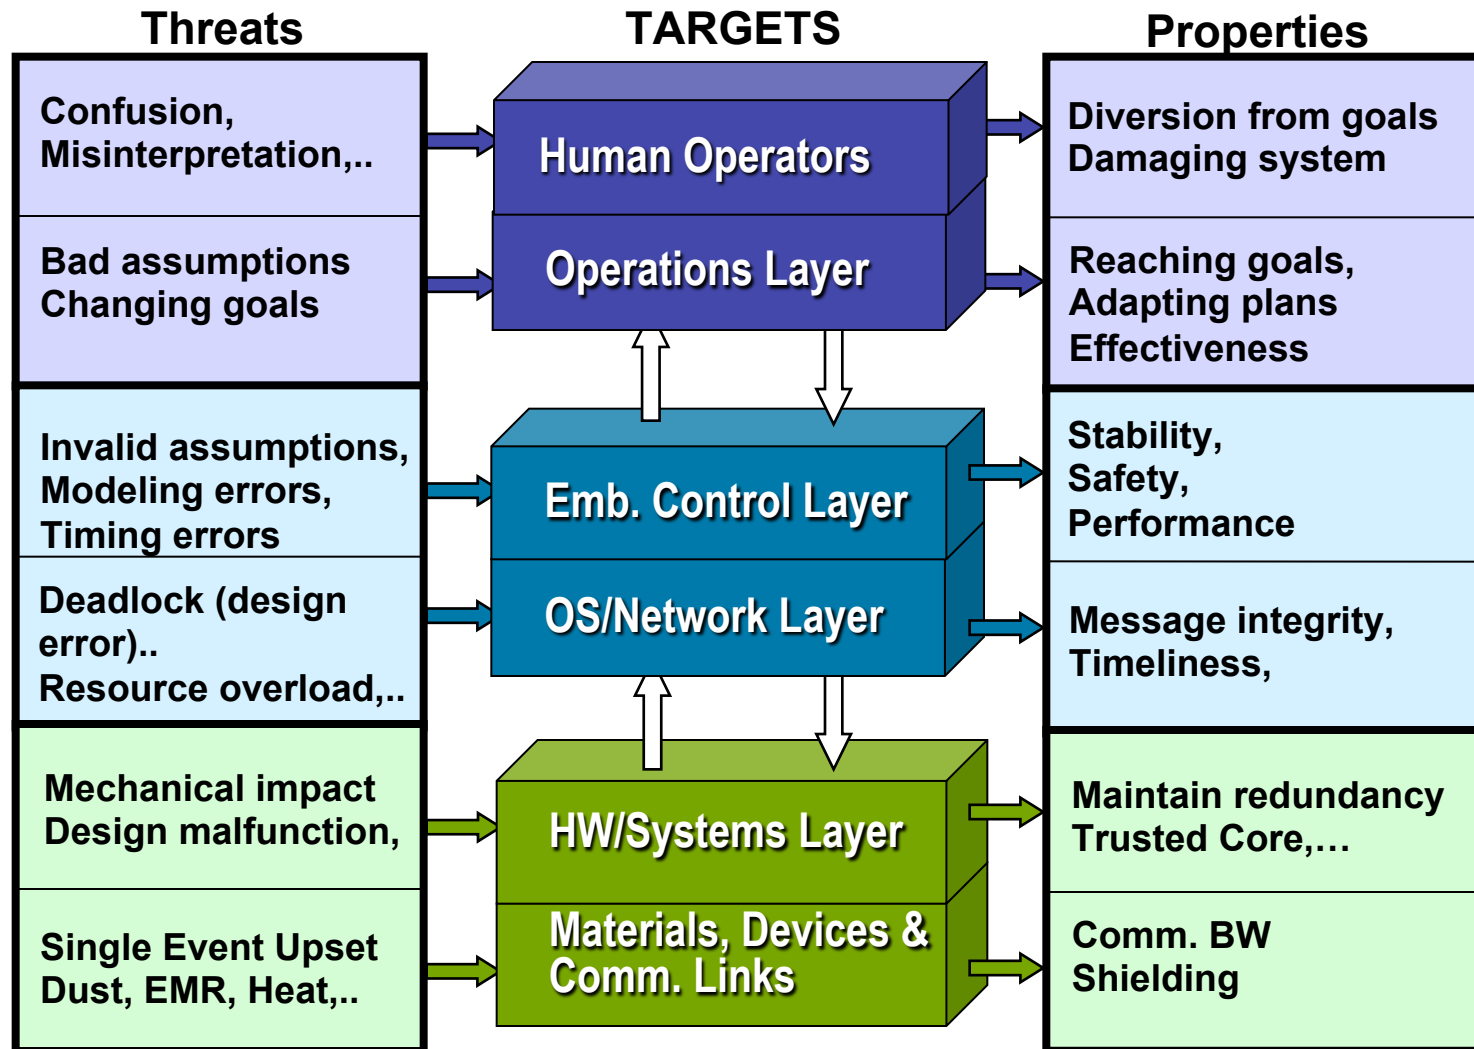 Threats
TARGETS
Properties
Confusion,
Misinterpretation,..
Human Operators
Diversion from goals
Damaging system
Bad assumptions
Changing goals
Operations Layer
Reaching goals,
Adapting plans
Effectiveness
Invalid assumptions,
Modeling errors,
Timing errors
Emb. Control Layer
Stability,
Safety,
Performance
Deadlock (design
error)..
Resource overload,..
OS/Network Layer
Message integrity,
Timeliness,
Mechanical impact
Design malfunction,
HW/Systems Layer
Maintain redundancy
Trusted Core,…
Single Event Upset
Dust, EMR, Heat,..
Materials, Devices &
Comm. Links
Comm. BW
Shielding